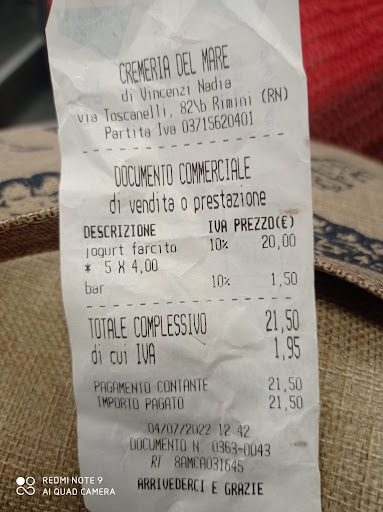 CREMERIA DEL MARE
di Vincenzi Nadia
via Toscanelli, 82\b Rimini (RN)
Partita Iva 03715620401
DOCUMENTO COMMERCIALE
di vendita o prestazione
DESCRIZIONE IVA PREZZO(€)
jogurt farcito 10% 20,00
* 5 X 4,00
bar 10% 1,50
TOTALE COMPLESSIVO 21,50
di cui IVA 1,95
PAGAMENTO CONTANTE 21,50
IMPORTO PAGATO 21,50
04/07/2022 12 42
DOCUMENTO N. 0363-0043
RT 8AMCA031645
ARRIVEDERCI E GRAZIE
REDMI NOTE 9
AI QUAD CAMERA